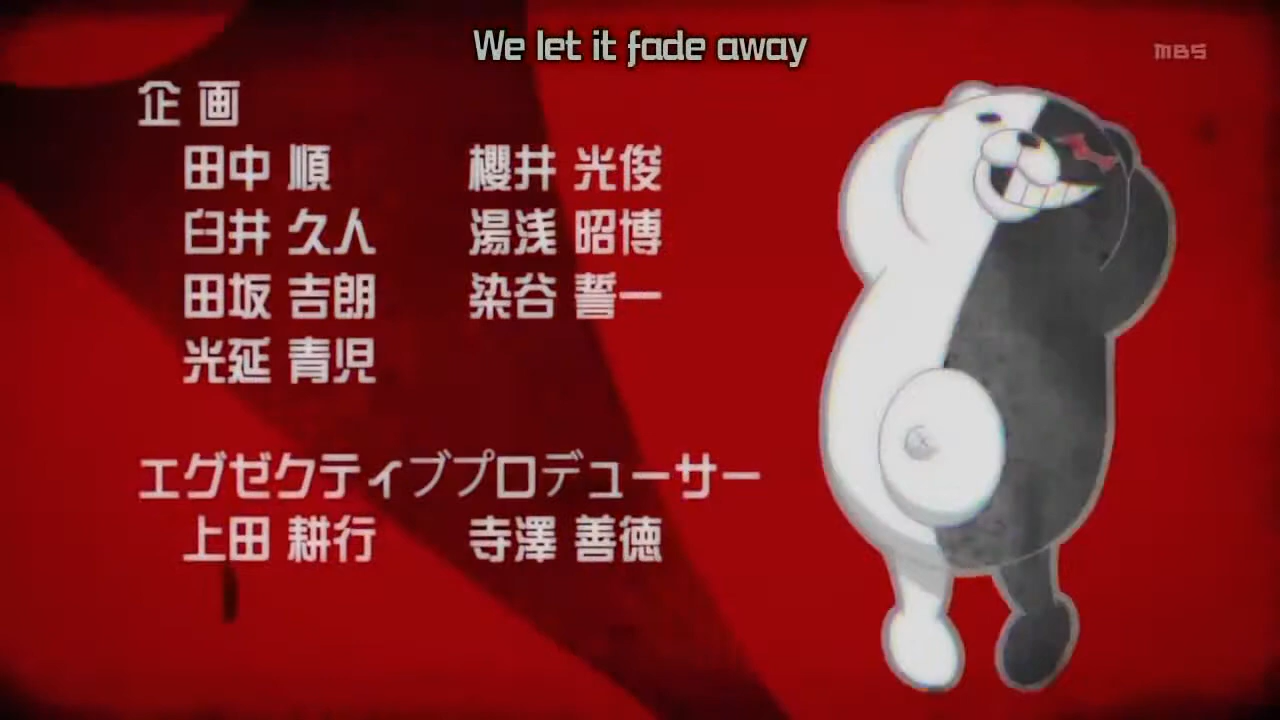 We let it fade away
MBS
企画
田中 順 櫻井 光俊
臼井 久人 湯浅 昭博
田坂 吉朗 染谷 誓一
光延 青児
エグゼクティブプロデューサー
上田 耕行 寺澤 善徳